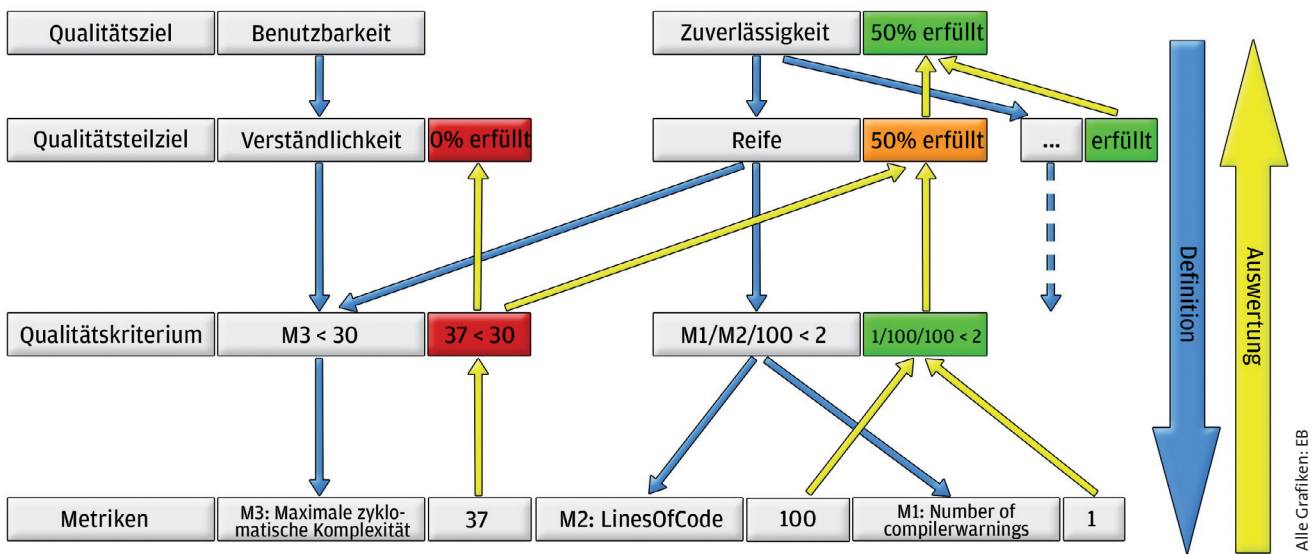 Qualitätsziel
Benutzbarkeit
Zuverlässigkeit
50% erfüllt
Qualitätsteilziel
Verständlichkeit
0% erfüllt
Reife
50% erfüllt
...
erfüllt
Definition
Auswertung
Qualitätskriterium
M3 < 30
37 < 30
M1/M2/100 < 2
1/100/100 < 2
Metriken
M3: Maximale zyklo-
matische Komplexität
37
M2: LinesOfCode
100
M1: Number of
compilerwarnings
1
Alle Grafiken: EB